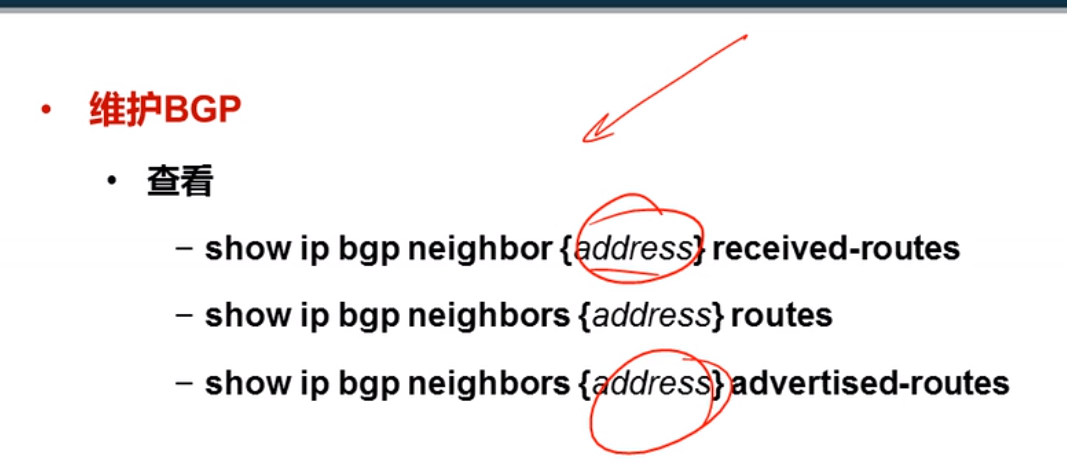 • 维护BGP
• 查看
– show ip bgp neighbor {address} received-routes
– show ip bgp neighbors {address} routes
– show ip bgp neighbors {address} advertised-routes